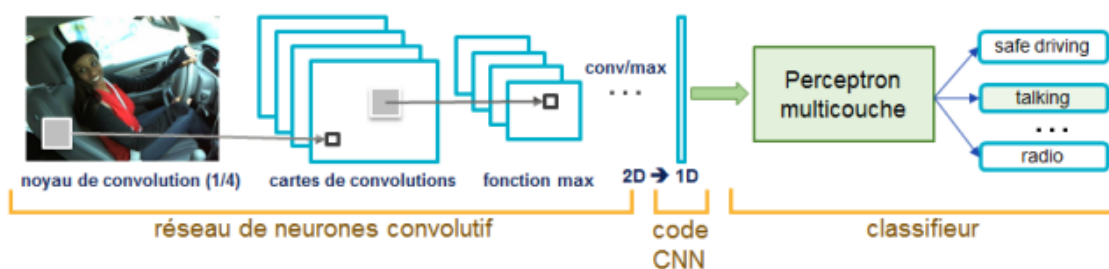 conv/max
...
Perceptron
multicouche
safe driving
talking
...
radio
noyau de convolution (1/4)
cartes de convolutions
fonction max
2D → 1D
réseau de neurones convolutif
code
CNN
classifieur